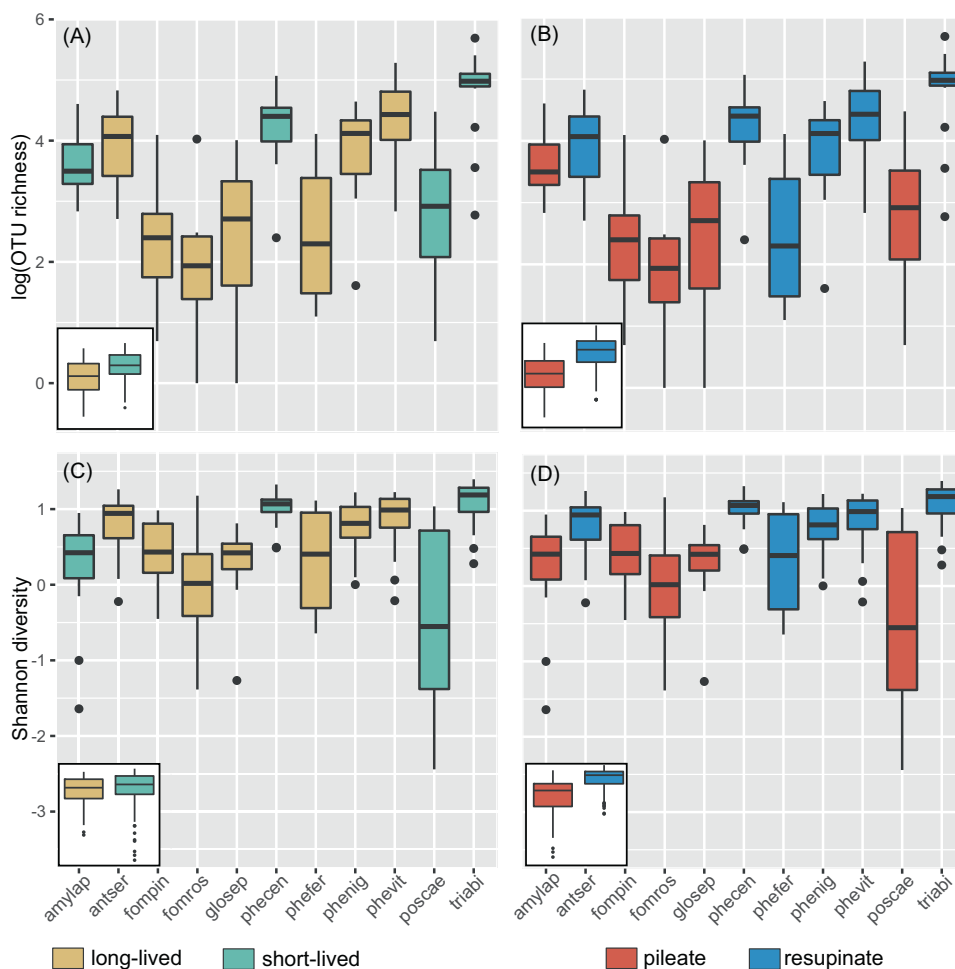 (A)
(B)
log(OTU richness)
6
4
2
0
(C)
(D)
Shannon diversity
1
0
-1
-2
-3
amylap
antser
fompin
fomros
glosep
phecen
phefer
phenig
phevit
poscae
triabi
amylap
antser
fompin
fomros
glosep
phecen
phefer
phenig
phevit
poscae
triabi
long-lived
short-lived
pileate
resupinate